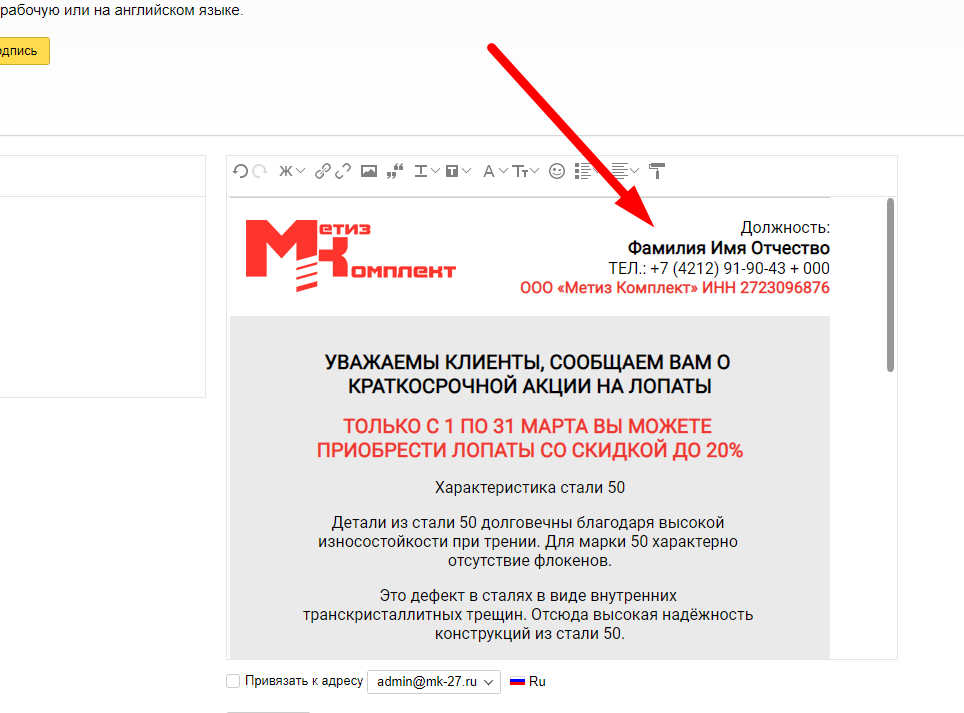 рабочую или на английском языке.
одпись
Ж
Т
А
Тт
Метиз
Комплект
Должность:
Фамилия Имя Отчество
ТЕЛ.: +7 (4212) 91-90-43 + 000
ООО «Метиз Комплект» ИНН 2723096876
УВАЖАЕМЫ КЛИЕНТЫ, СООБЩАЕМ ВАМ О
КРАТКОСРОЧНОЙ АКЦИИ НА ЛОПАТЫ
ТОЛЬКО С 1 ПО 31 МАРТА ВЫ МОЖЕТЕ
ПРИОБРЕСТИ ЛОПАТЫ СО СКИДКОЙ ДО 20%
Характеристика стали 50
Детали из стали 50 долговечны благодаря высокой
износостойкости при трении. Для марки 50 характерно
отсутствие флокенов.
Это дефект в сталях в виде внутренних
транскристаллитных трещин. Отсюда высокая надёжность
конструкций из стали 50.
Привязать к адресу
admin@mk-27.ru
Ru